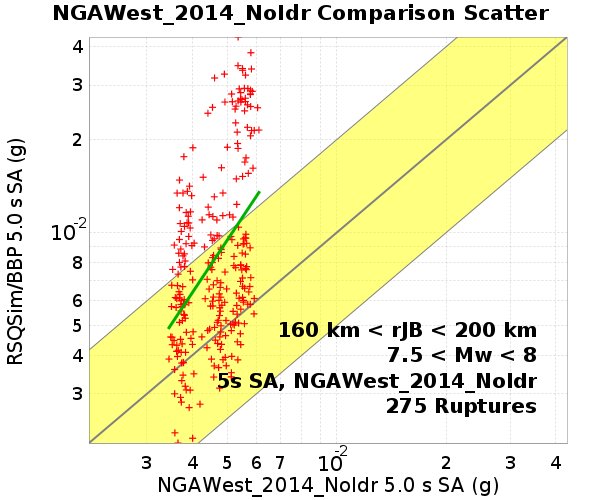 NGAWest_2014_NoIdr Comparison Scatter
RSQSim/BBP 5.0 s SA (g)
4
3
2
10-2
8
6
5
4
3
160 km < rJB < 200 km
7.5 < Mw < 8
5s SA, NGAWest_2014_NoIdr
275 Ruptures
3 4 5 6 7 10-2 2 3 4
NGAWest_2014_NoIdr 5.0 s SA (g)